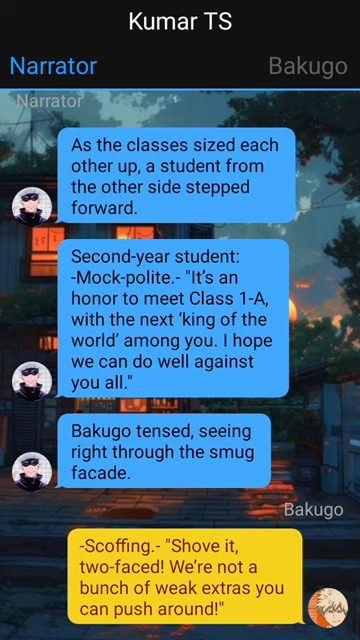 Kumar TS
Narrator
Bakugo
Narrator
As the classes sized each
other up, a student from
the other side stepped
forward.
Second-year student:
-Mock-polite.- "It's an
honor to meet Class 1-A,
with the next ‘king of the
world’ among you. I hope
we can do well against
you all."
Bakugo tensed, seeing
right through the smug
facade.
Bakugo
-Scoffing.- "Shove it,
two-faced! We're not a
bunch of weak extras you
can push around!"